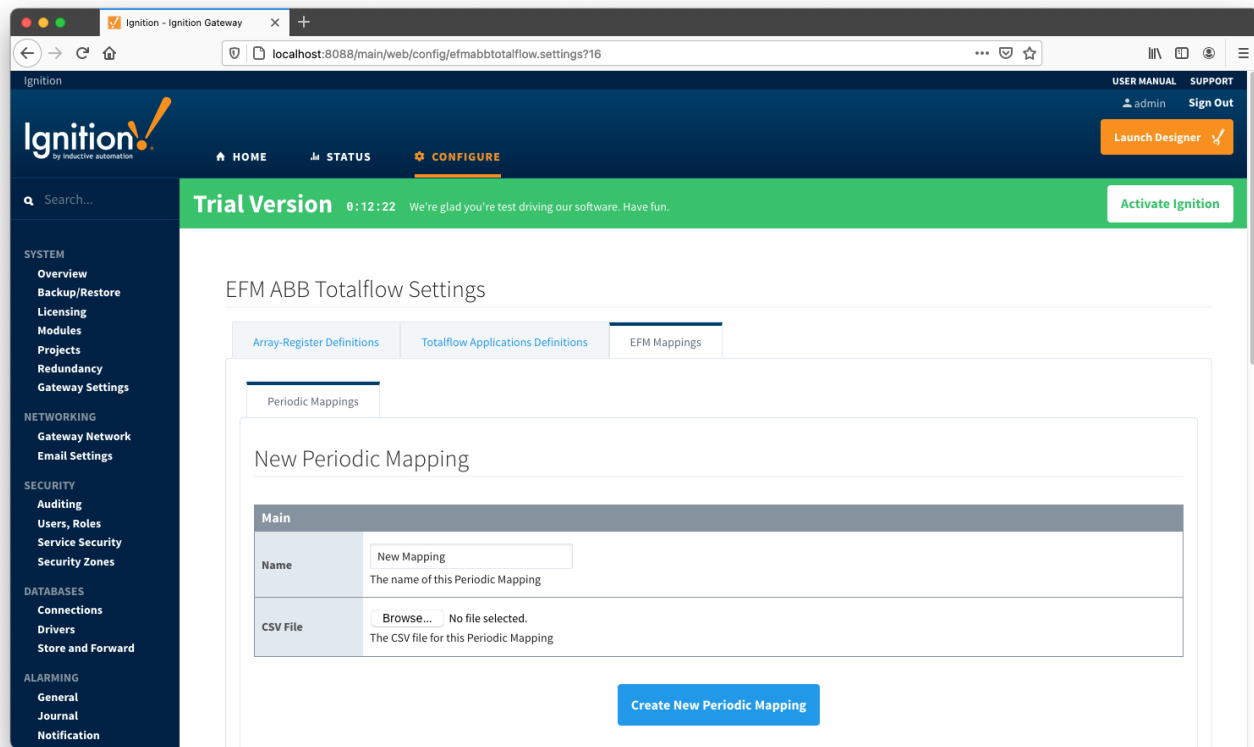 Ignition - Ignition Gateway
localhost:8088/main/web/config/efmabbtotalflow.settings?16
Ignition
USER MANUAL SUPPORT
admin Sign Out
Ignition!
by inductive automation
Launch Designer
HOME STATUS CONFIGURE
Search...
Trial Version 0:12:22 We're glad you're test driving our software. Have fun.
Activate Ignition
SYSTEM
Overview
Backup/Restore
Licensing
Modules
Projects
Redundancy
Gateway Settings
NETWORKING
Gateway Network
Email Settings
SECURITY
Auditing
Users, Roles
Service Security
Security Zones
DATABASES
Connections
Drivers
Store and Forward
ALARMING
General
Journal
Notification
EFM ABB Totalflow Settings
Array-Register Definitions Totalflow Applications Definitions EFM Mappings
Periodic Mappings
New Periodic Mapping
Main
Name
New Mapping
The name of this Periodic Mapping
CSV File
Browse... No file selected.
The CSV file for this Periodic Mapping
Create New Periodic Mapping